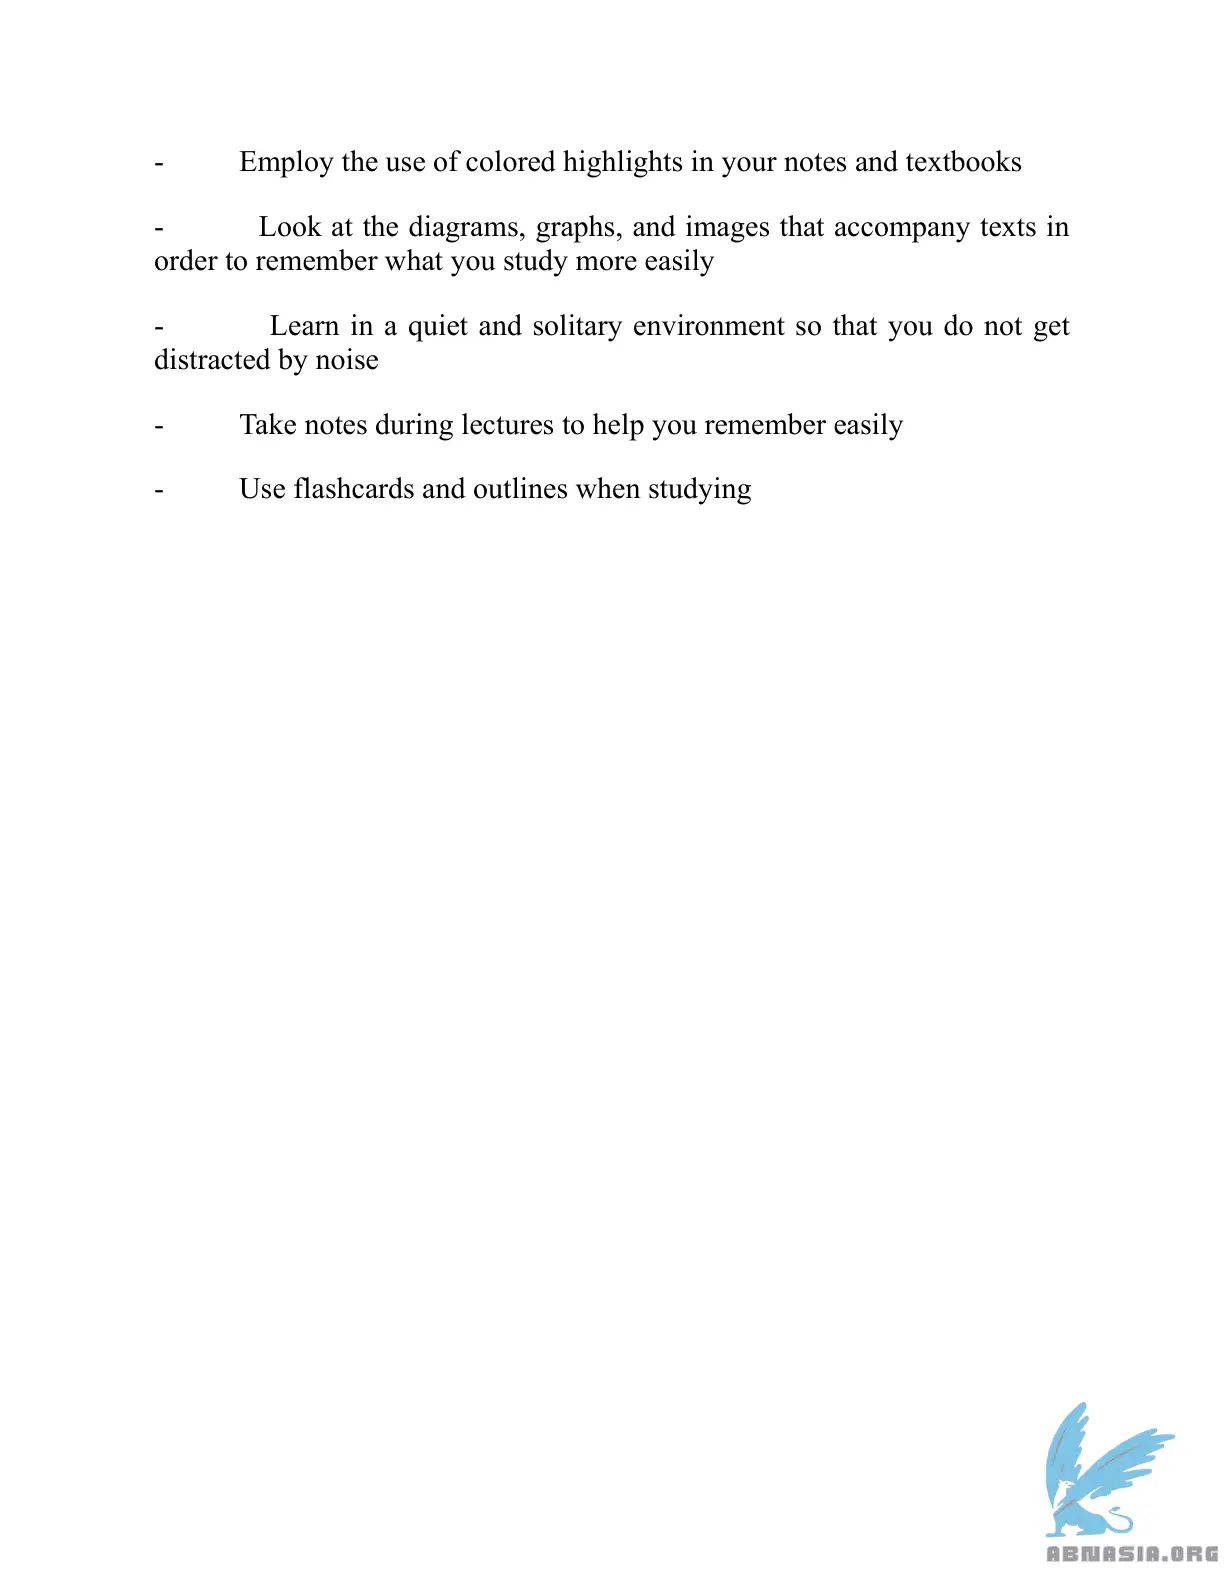 - Employ the use of colored highlights in your notes and textbooks
- Look at the diagrams, graphs, and images that accompany texts in
order to remember what you study more easily
- Learn in a quiet and solitary environment so that you do not get
distracted by noise
- Take notes during lectures to help you remember easily
- Use flashcards and outlines when studying
ABNASIA.ORG